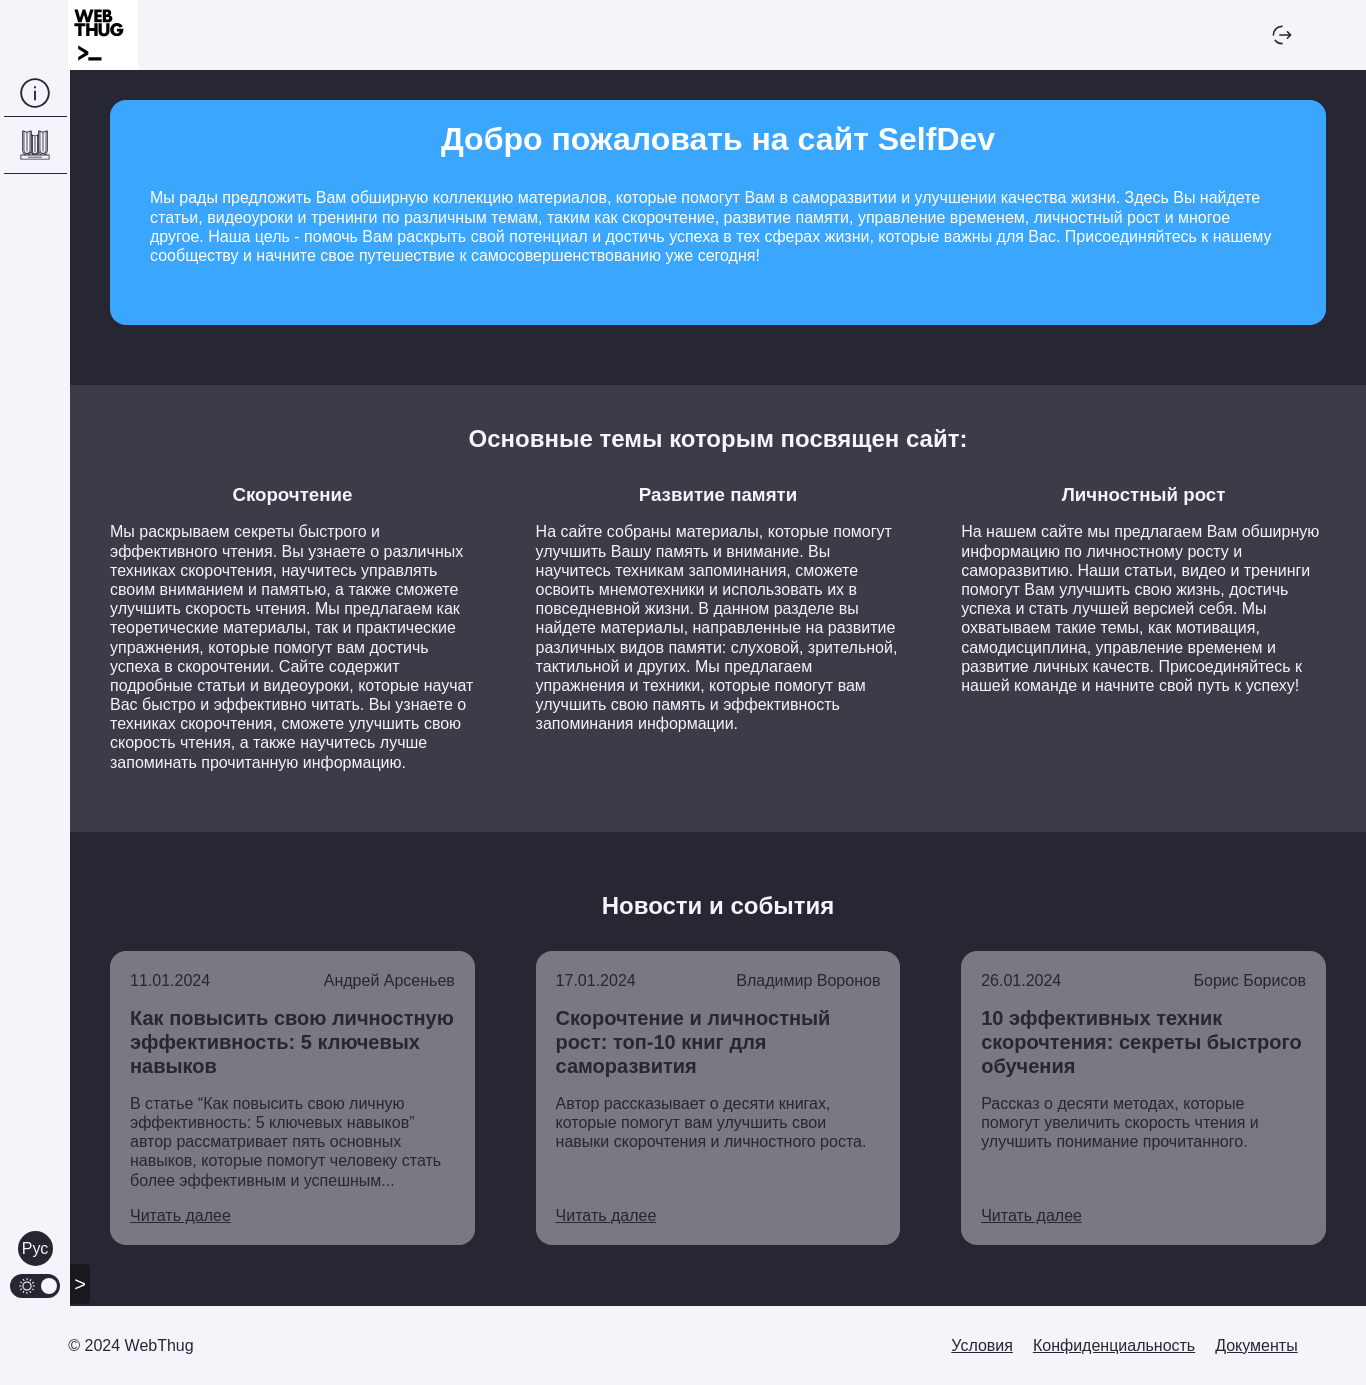 WEB
THUG
>_
Добро пожаловать на сайт SelfDev
Мы рады предложить Вам обширную коллекцию материалов, которые помогут Вам в саморазвитии и улучшении качества жизни. Здесь Вы найдете
статьи, видеоуроки и тренинги по различным темам, таким как скорочтение, развитие памяти, управление временем, личностный рост и многое
другое. Наша цель - помочь Вам раскрыть свой потенциал и достичь успеха в тех сферах жизни, которые важны для Вас. Присоединяйтесь к нашему
сообществу и начните свое путешествие к самосовершенствованию уже сегодня!
Основные темы которым посвящен сайт:
Скорочтение
Мы раскрываем секреты быстрого и
эффективного чтения. Вы узнаете о различных
техниках скорочтения, научитесь управлять
своим вниманием и памятью, а также сможете
улучшить скорость чтения. Мы предлагаем как
теоретические материалы, так и практические
упражнения, которые помогут вам достичь
успеха в скорочтении. Сайте содержит
подробные статьи и видеоуроки, которые научат
Вас быстро и эффективно читать. Вы узнаете о
техниках скорочтения, сможете улучшить свою
скорость чтения, а также научитесь лучше
запоминать прочитанную информацию.
Развитие памяти
На сайте собраны материалы, которые помогут
улучшить Вашу память и внимание. Вы
научитесь техникам запоминания, сможете
освоить мнемотехники и использовать их в
повседневной жизни. В данном разделе вы
найдете материалы, направленные на развитие
различных видов памяти: слуховой, зрительной,
тактильной и других. Мы предлагаем
упражнения и техники, которые помогут вам
улучшить свою память и эффективность
запоминания информации.
Личностный рост
На нашем сайте мы предлагаем Вам обширную
информацию по личностному росту и
саморазвитию. Наши статьи, видео и тренинги
помогут Вам улучшить свою жизнь, достичь
успеха и стать лучшей версией себя. Мы
охватываем такие темы, как мотивация,
самодисциплина, управление временем и
развитие личных качеств. Присоединяйтесь к
нашей команде и начните свой путь к успеху!
Новости и события
11.01.2024 Андрей Арсеньев
Как повысить свою личностную
эффективность: 5 ключевых
навыков
В статье “Как повысить свою личную
эффективность: 5 ключевых навыков”
автор рассматривает пять основных
навыков, которые помогут человеку стать
более эффективным и успешным...
Читать далее
17.01.2024 Владимир Воронов
Скорочтение и личностный
рост: топ-10 книг для
саморазвития
Автор рассказывает о десяти книгах,
которые помогут вам улучшить свои
навыки скорочтения и личностного роста.
Читать далее
26.01.2024 Борис Борисов
10 эффективных техник
скорочтения: секреты быстрого
обучения
Рассказ о десяти методах, которые
помогут увеличить скорость чтения и
улучшить понимание прочитанного.
Читать далее
Рус
>
© 2024 WebThug
Условия Конфиденциальность Документы